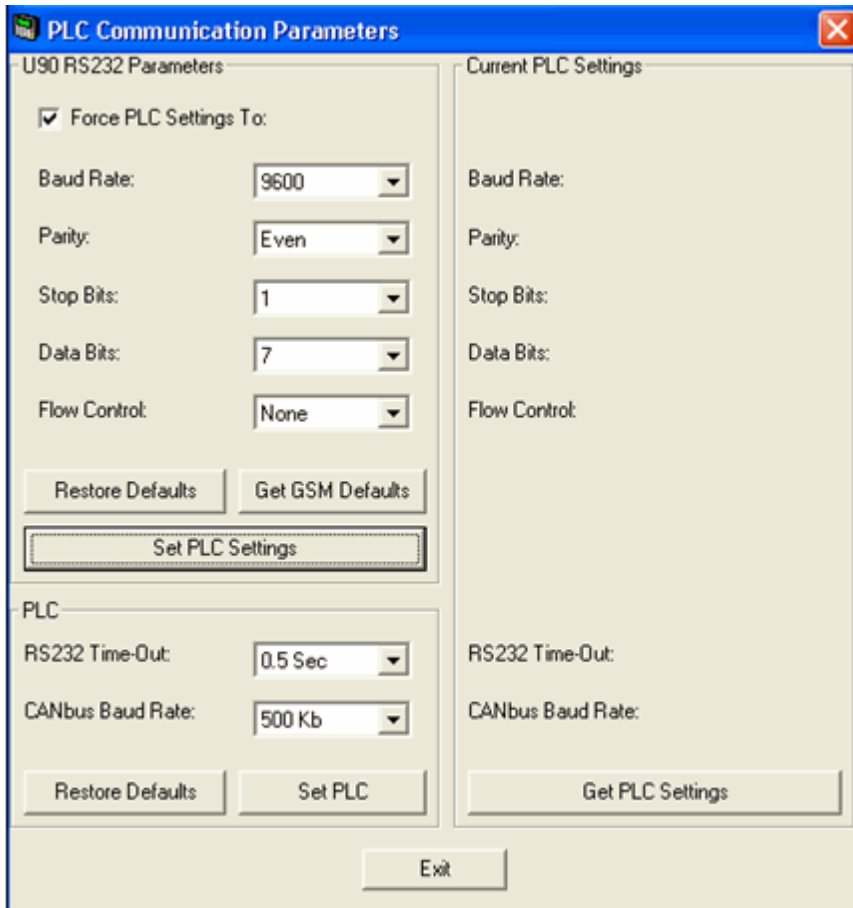 PLC Communication Parameters
U90 RS232 Parameters
Force PLC Settings To:
Baud Rate: 9600
Parity: Even
Stop Bits: 1
Data Bits: 7
Flow Control: None
Restore Defaults Get GSM Defaults
Set PLC Settings
PLC
RS232 Time-Out: 0.5 Sec
CANbus Baud Rate: 500 Kb
Restore Defaults Set PLC
Current PLC Settings
Baud Rate:
Parity:
Stop Bits:
Data Bits:
Flow Control:
RS232 Time-Out:
CANbus Baud Rate:
Get PLC Settings
Exit